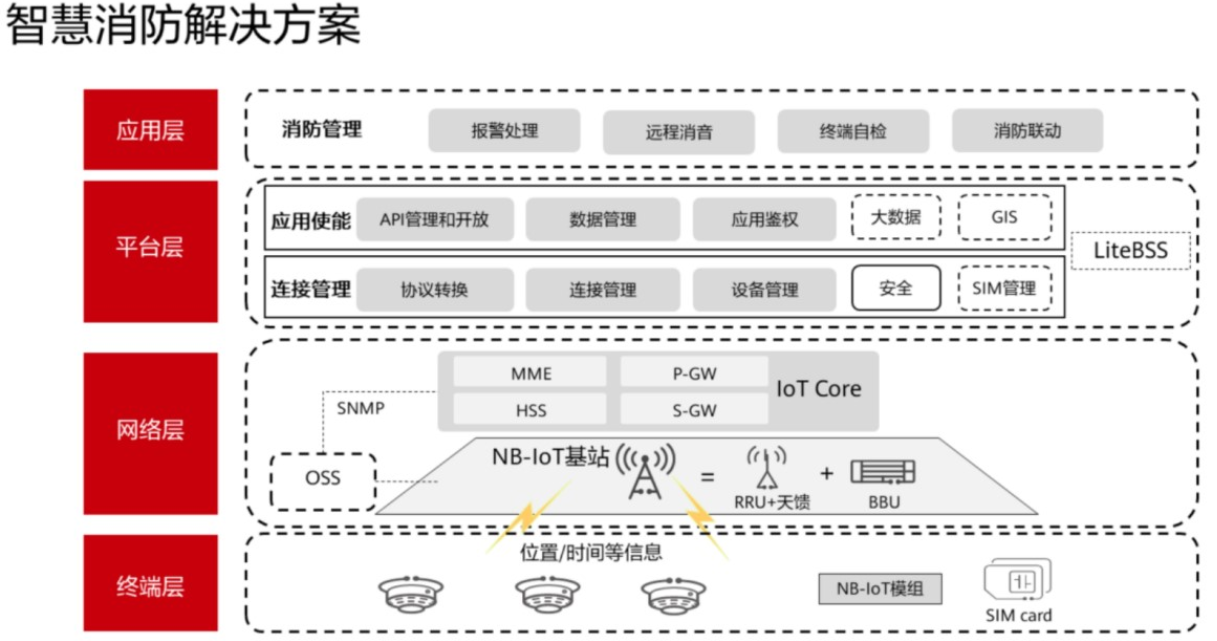 智慧消防解决方案
应用层
消防管理
报警处理
远程消音
终端自检
消防联动
平台层
应用使能
API管理和开放
数据管理
应用鉴权
大数据
GIS
连接管理
协议转换
连接管理
设备管理
安全
SIM管理
LiteBSS
网络层
MME
P-GW
HSS
S-GW
IoT Core
SNMP
OSS
NB-IoT基站
=
RRU+天馈
+
BBU
终端层
位置/时间等信息
NB-IoT模组
SIM card